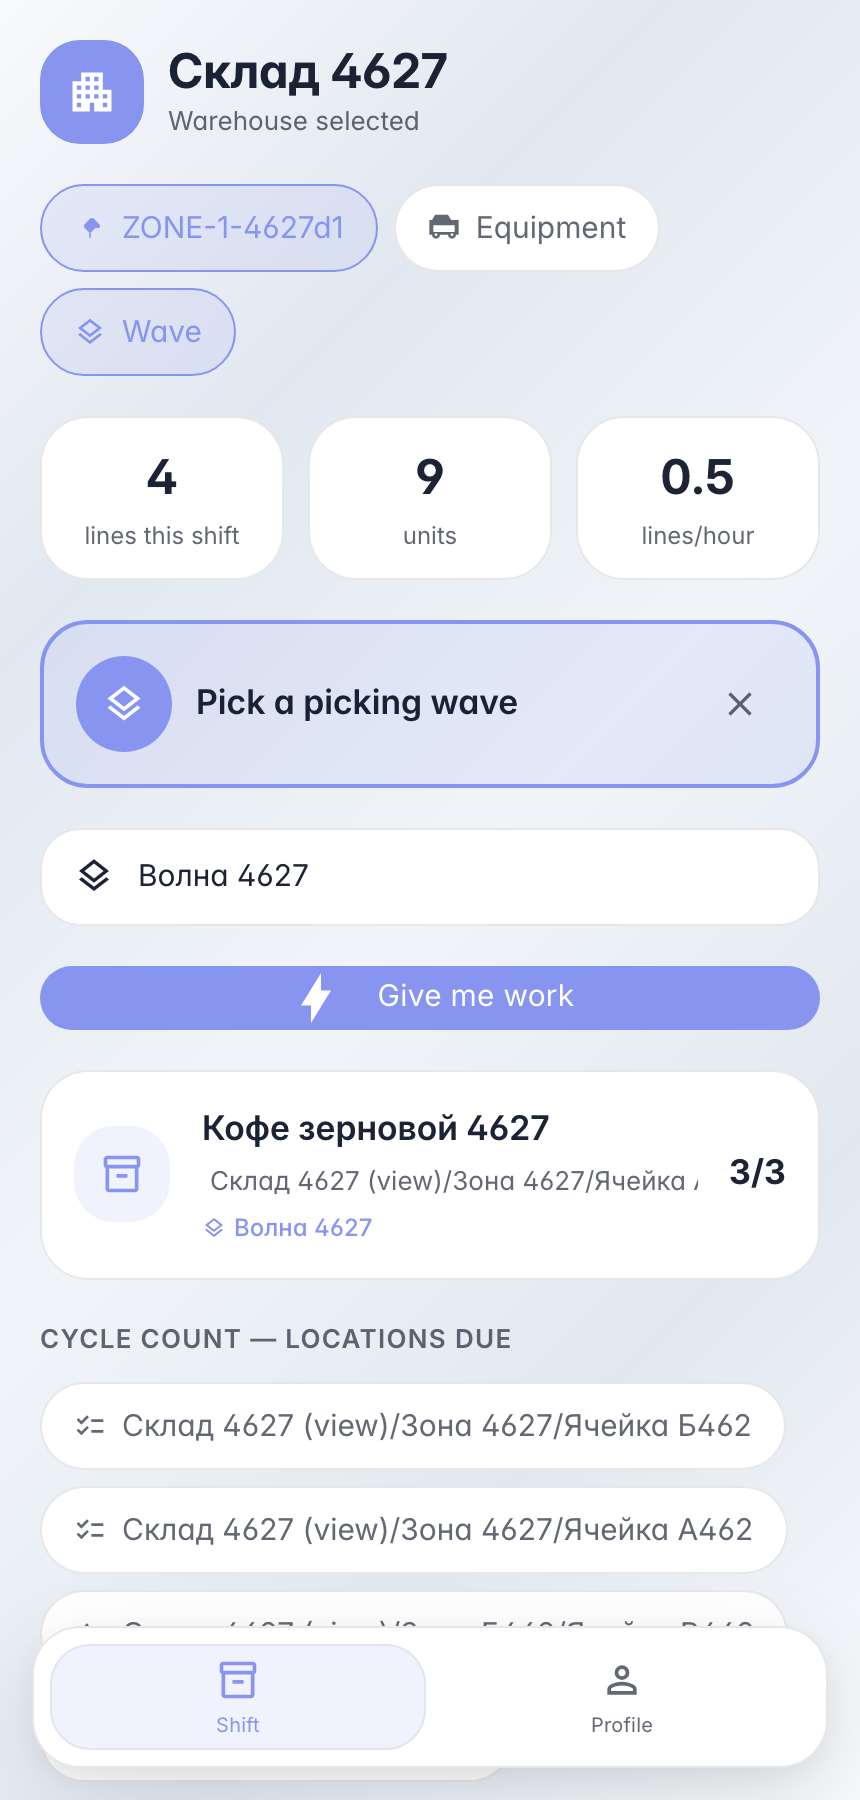 Склад 4627
Warehouse selected
ZONE-1-4627d1
Equipment
Wave
4
lines this shift
9
units
0.5
lines/hour
Pick a picking wave
Волна 4627
Give me work
Кофе зерновой 4627
Склад 4627 (view)/Зона 4627/Ячейка
3/3
Волна 4627
CYCLE COUNT — LOCATIONS DUE
Склад 4627 (view)/Зона 4627/Ячейка Б462
Склад 4627 (view)/Зона 4627/Ячейка А462
Shift
Profile